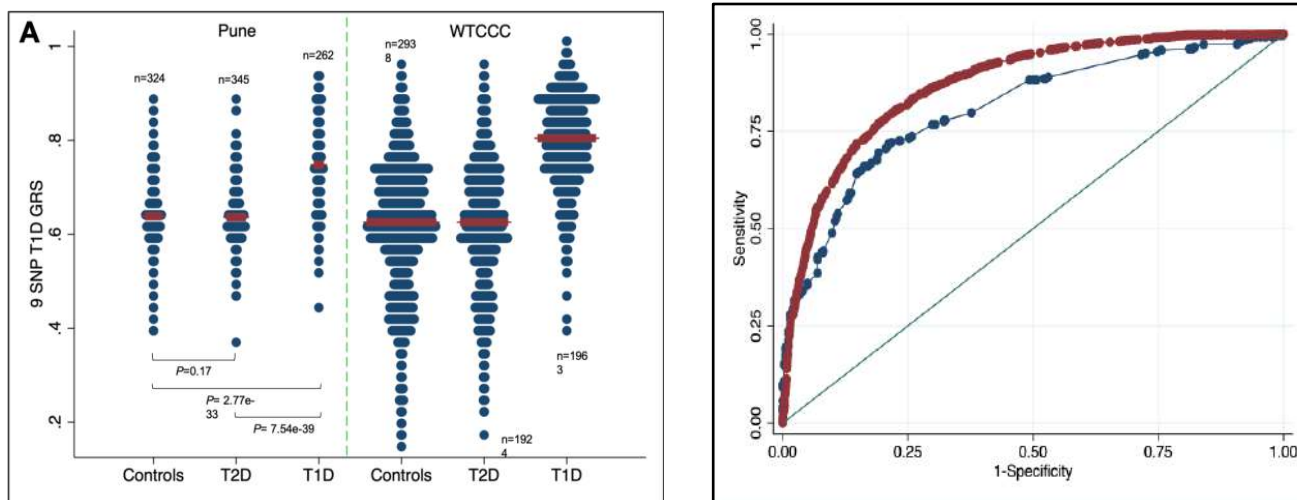 A
Pune
WTCCC
n=324
n=345
n=262
n=293
8
n=196
3
n=192
4
9 SNP T1D GRS
1
.8
.6
.4
.2
P=0.17
P= 2.77e-
33
P= 7.54e-39
Controls
T2D
T1D
Controls
T2D
T1D
Sensitivity
1.00
0.75
0.50
0.25
0.00
0.00
0.25
0.50
0.75
1.00
1-Specificity